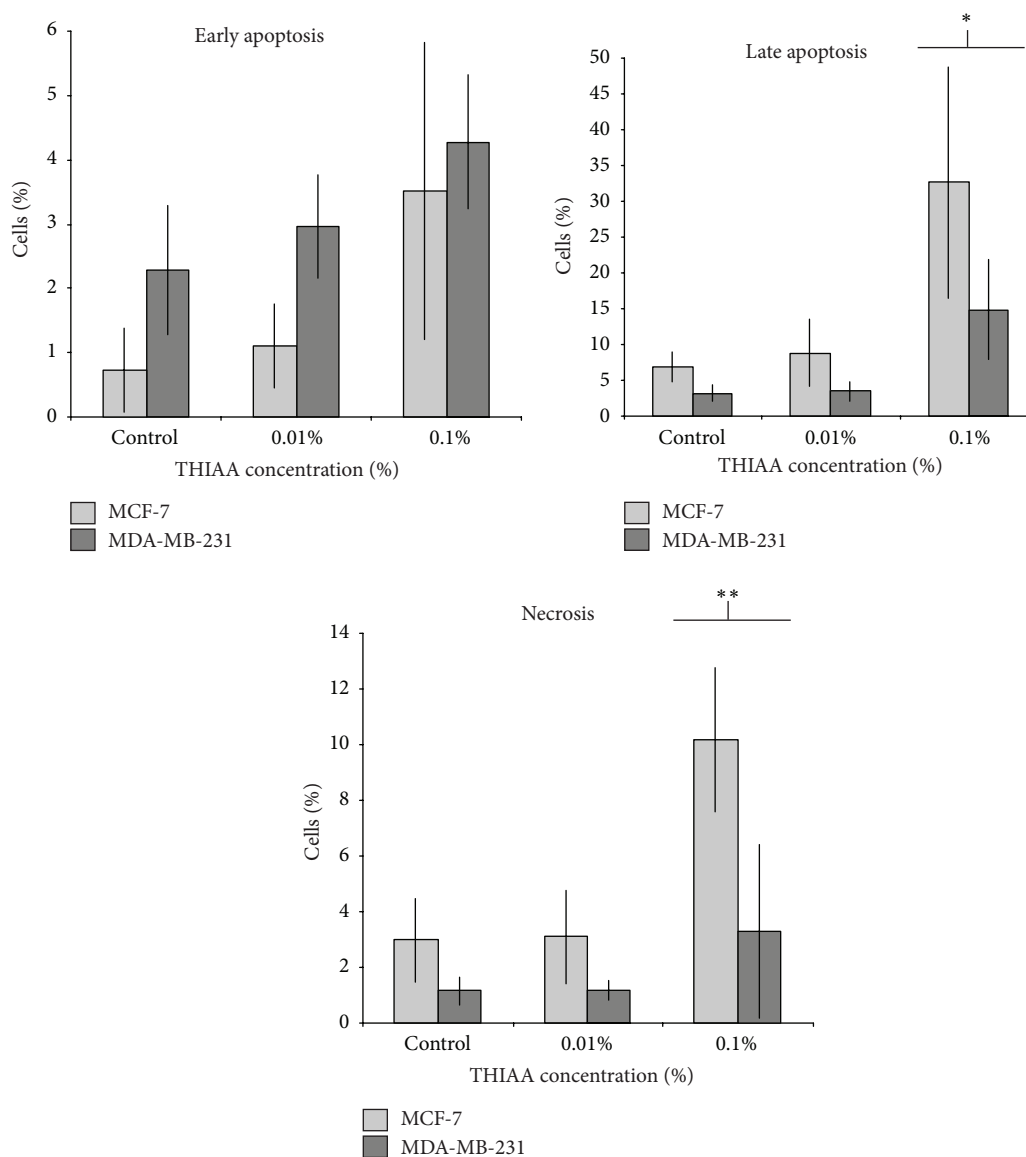 Early apoptosis
6
5
4
3
2
1
0
Cells (%)
Control 0.01% 0.1%
THIAA concentration (%)
MCF-7
MDA-MB-231
*
Late apoptosis
50
45
40
35
30
25
20
15
10
5
0
Cells (%)
Control 0.01% 0.1%
THIAA concentration (%)
MCF-7
MDA-MB-231
**
Necrosis
14
12
10
8
6
4
2
0
Cells (%)
Control 0.01% 0.1%
THIAA concentration (%)
MCF-7
MDA-MB-231